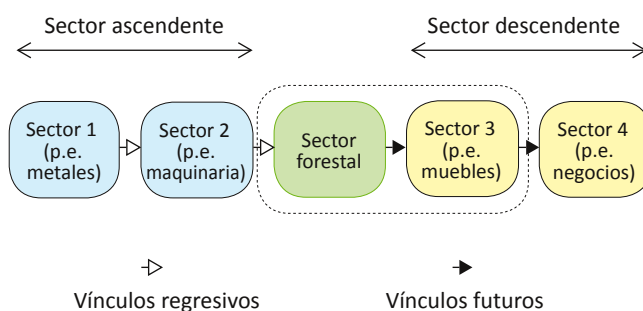 Sector ascendente
Sector descendente
Sector 1
(p.e.
metales)
Sector 2
(p.e.
maquinaria)
Sector
forestal
Sector 3
(p.e.
muebles)
Sector 4
(p.e.
negocios)
Vínculos regresivos
Vínculos futuros